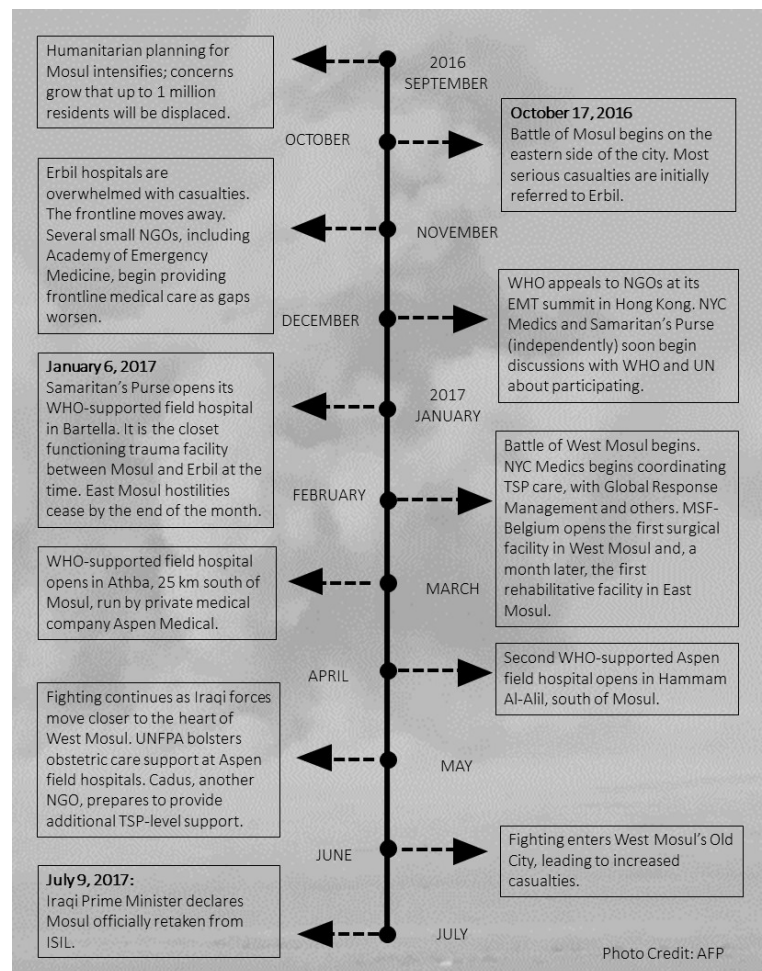 Humanitarian planning for
Mosul intensifies; concerns
grow that up to 1 million
residents will be displaced.
2016
SEPTEMBER
OCTOBER
October 17, 2016
Battle of Mosul begins on the
eastern side of the city. Most
serious casualties are initially
referred to Erbil.
Erbil hospitals are
overwhelmed with casualties.
The frontline moves away.
Several small NGOs, including
Academy of Emergency
Medicine, begin providing
frontline medical care as gaps
worsen.
NOVEMBER
DECEMBER
WHO appeals to NGOs at its
EMT summit in Hong Kong. NYC
Medics and Samaritan’s Purse
(independently) soon begin
discussions with WHO and UN
about participating.
January 6, 2017
Samaritan’s Purse opens its
WHO-supported field hospital
in Bartella. It is the closet
functioning trauma facility
between Mosul and Erbil at the
time. East Mosul hostilities
cease by the end of the month.
2017
JANUARY
FEBRUARY
Battle of West Mosul begins.
NYC Medics begins coordinating
TSP care, with Global Response
Management and others. MSF-
Belgium opens the first surgical
facility in West Mosul and, a
month later, the first
rehabilitative facility in East
Mosul.
WHO-supported field hospital
opens in Athba, 25 km south of
Mosul, run by private medical
company Aspen Medical.
MARCH
APRIL
Second WHO-supported Aspen
field hospital opens in Hammam
Al-Alil, south of Mosul.
Fighting continues as Iraqi forces
move closer to the heart of
West Mosul. UNFPA bolsters
obstetric care support at Aspen
field hospitals. Cadus, another
NGO, prepares to provide
additional TSP-level support.
MAY
JUNE
Fighting enters West Mosul’s Old
City, leading to increased
casualties.
July 9, 2017:
Iraqi Prime Minister declares
Mosul officially retaken from
ISIL.
JULY
Photo Credit: AFP